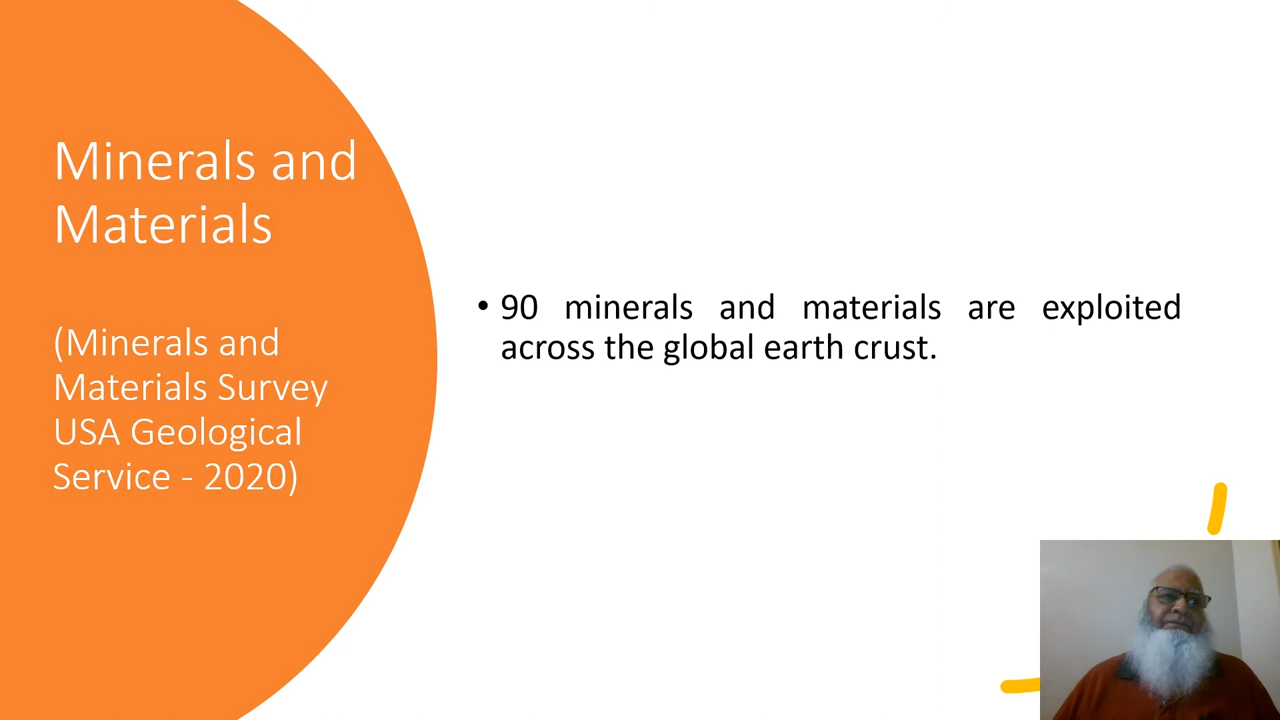 Minerals and
Materials
(Minerals and
Materials Survey
USA Geological
Service - 2020)
• 90 minerals and materials are exploited
across the global earth crust.